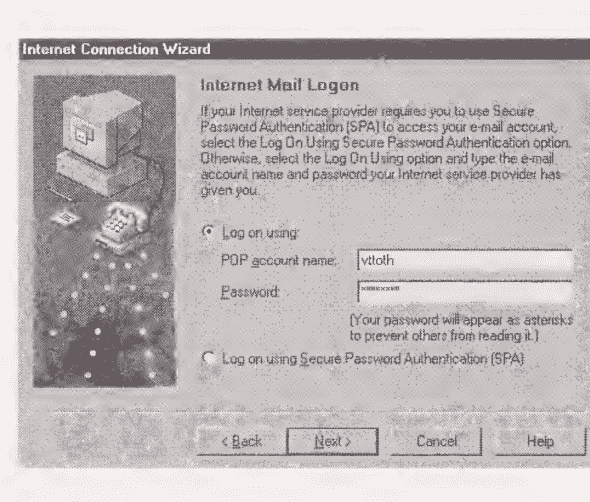 Internet Connection Wizard
Internet Mail Logon
If your Internet service provider requires you to use Secure
Password Authentication (SPA) to access your e-mail account,
select the Log On Using Secure Password Authentication option.
Otherwise, select the Log On Using option and type the e-mail
account name and password your Internet service provider has
given you.
Log on using:
POP account name: vttoth
Password: ********
(Your password will appear as asterisks
to prevent others from reading it.)
Log on using Secure Password Authentication (SPA)
< Back Next > Cancel Help